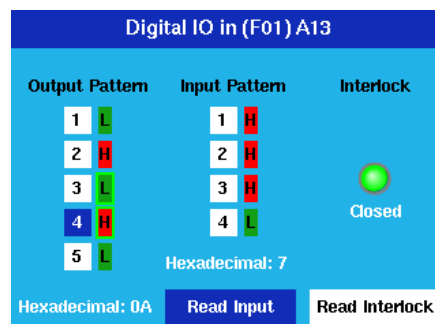 Digital IO in (F01) A13
Output Pattern Input Pattern Interlock
1 L 1 H
2 H 2 H
3 L 3 H
4 H 4 L
Closed
5 L
Hexadecimal: 7
Hexadecimal: 0A Read Input Read Interlock